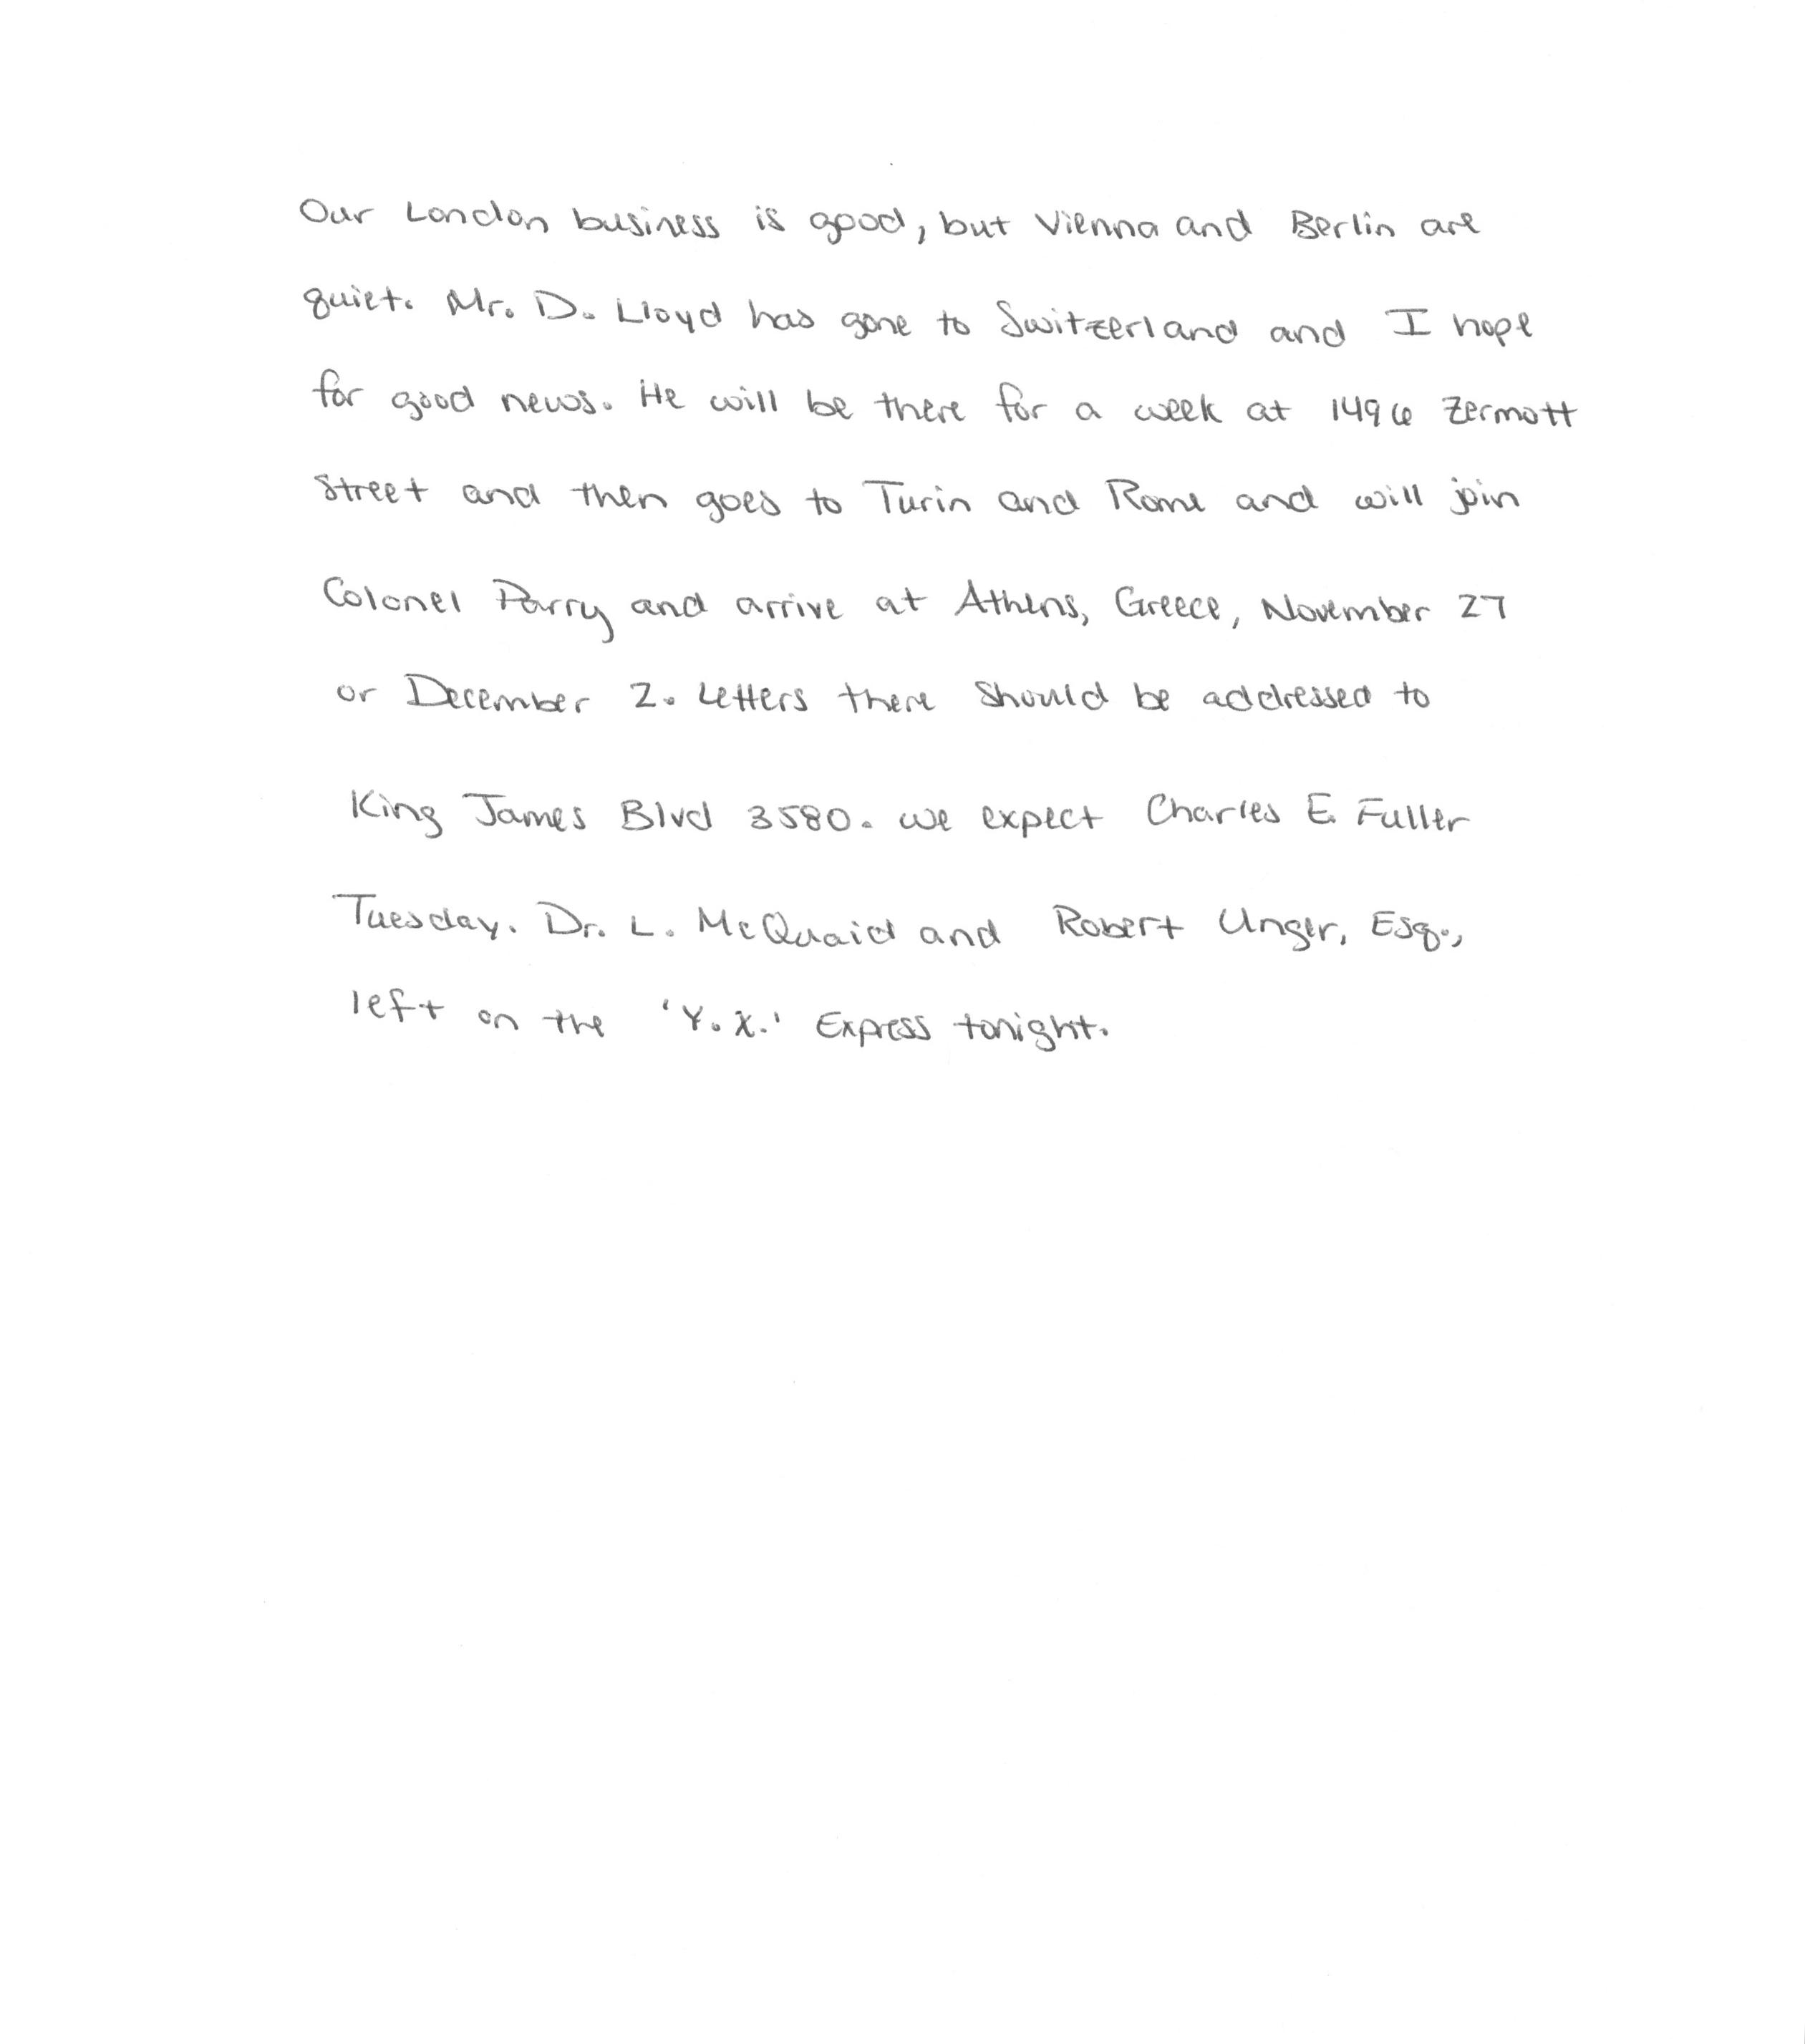 Our London business is good, but Vienna and Berlin are
quiet. Mr. D. Lloyd has gone to Switzerland and I hope
for good news. He will be there for a week at 1496 Zermott
Street and then goes to Turin and Rome and will join
Colonel Parry and arrive at Athens, Greece, November 27
or December 2. Letters there should be addressed to
King James Blvd 3580. we expect Charles E. Fuller
Tuesday. Dr. L. McQuaid and Robert Unger, Esq.,
left on the 'Y.X.' Express tonight.